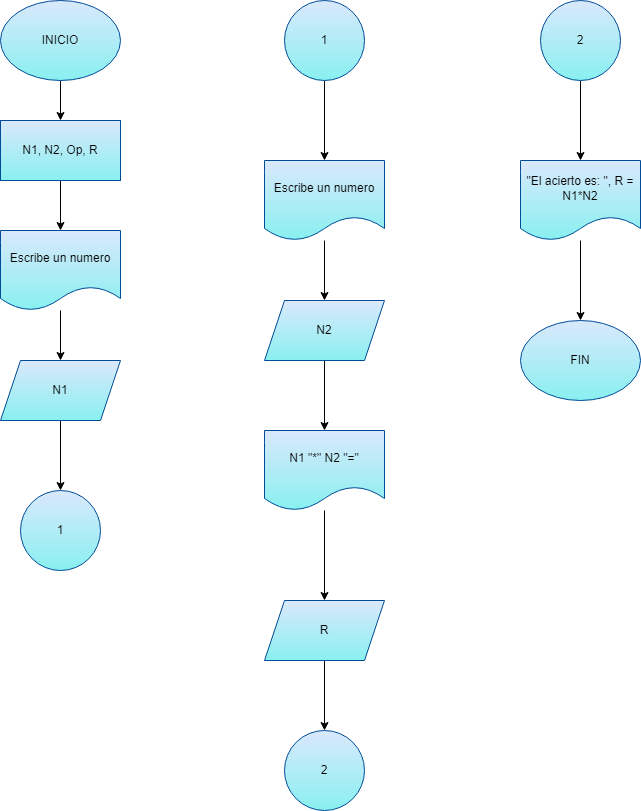 INICIO
N1, N2, Op, R
Escribe un numero
N1
1
1
Escribe un numero
N2
N1 "*" N2 "="
R
2
2
"El acierto es: ", R =
N1*N2
FIN